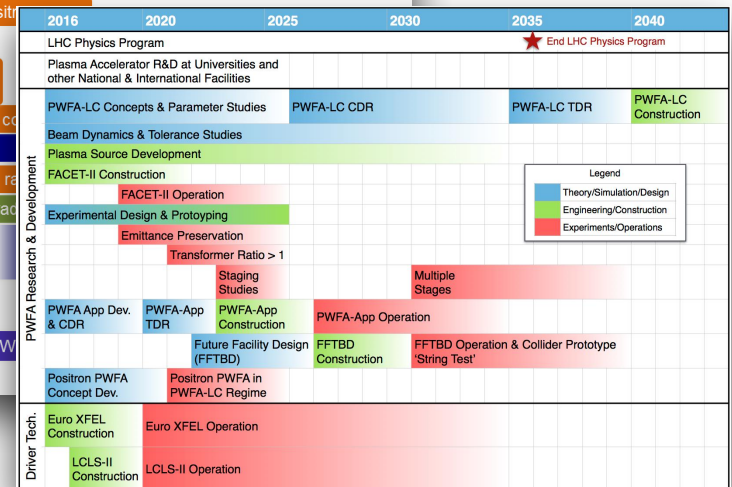 2016 2020 2025 2030 2035 2040
LHC Physics Program
End LHC Physics Program
Plasma Accelerator R&D at Universities and
other National & International Facilities
PWFA Research & Development
PWFA-LC Concepts & Parameter Studies
PWFA-LC CDR
PWFA-LC TDR
PWFA-LC
Construction
Beam Dynamics & Tolerance Studies
Plasma Source Development
FACET-II Construction
FACET-II Operation
Experimental Design & Protoyping
Emittance Preservation
Transformer Ratio > 1
Staging
Studies
Multiple
Stages
PWFA App Dev.
& CDR
PWFA-App
TDR
PWFA-App
Construction
PWFA-App Operation
Future Facility Design
(FFTBD)
FFTBD
Construction
FFTBD Operation & Collider Prototype
'String Test'
Positron PWFA
Concept Dev.
Positron PWFA in
PWFA-LC Regime
Legend
Theory/Simulation/Design
Engineering/Construction
Experiments/Operations
Driver Tech.
Euro XFEL
Construction
Euro XFEL Operation
LCLS-II
Construction
LCLS-II Operation